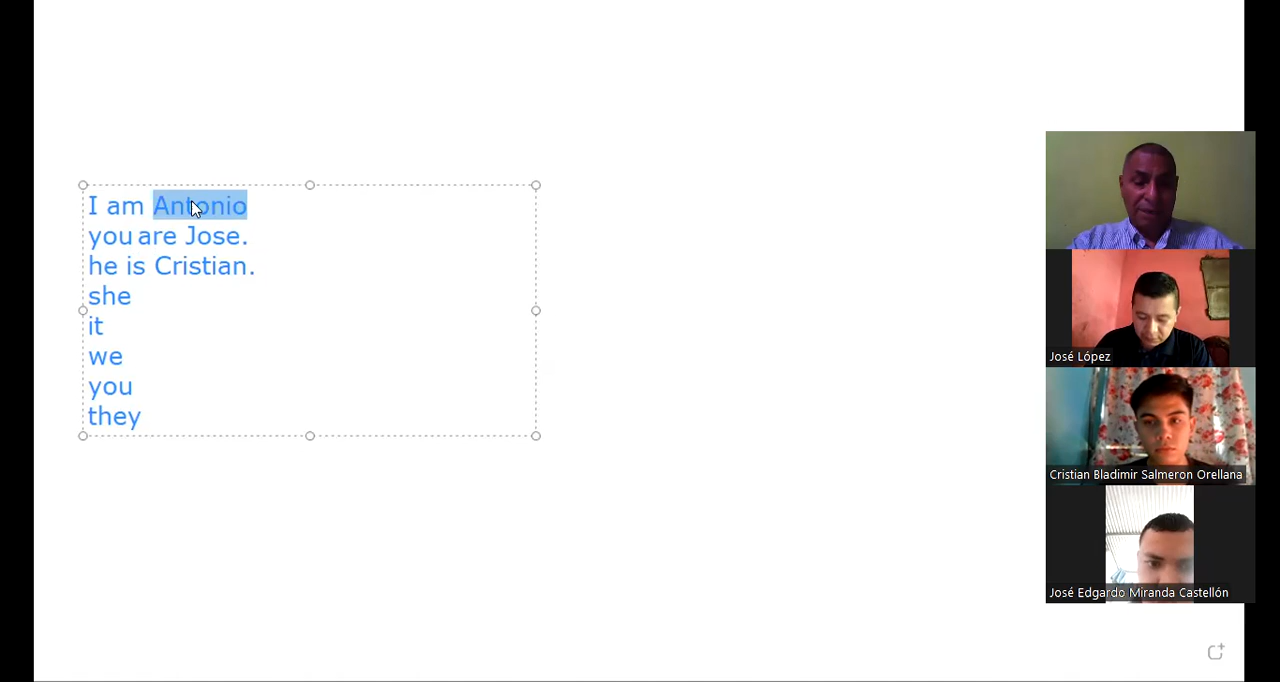 I am Antonio
you are Jose.
he is Cristian.
she
it
we
you
they
José López
Cristian Bladimir Salmeron Orellana
José Edgardo Miranda Castellón